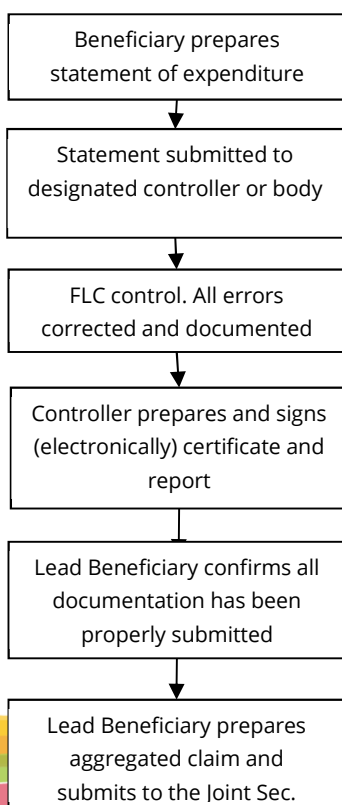 Beneficiary prepares
statement of expenditure
Statement submitted to
designated controller or body
FLC control. All errors
corrected and documented
Controller prepares and signs
(electronically) certificate and
report
Lead Beneficiary confirms all
documentation has been
properly submitted
Lead Beneficiary prepares
aggregated claim and
submits to the Joint Sec.